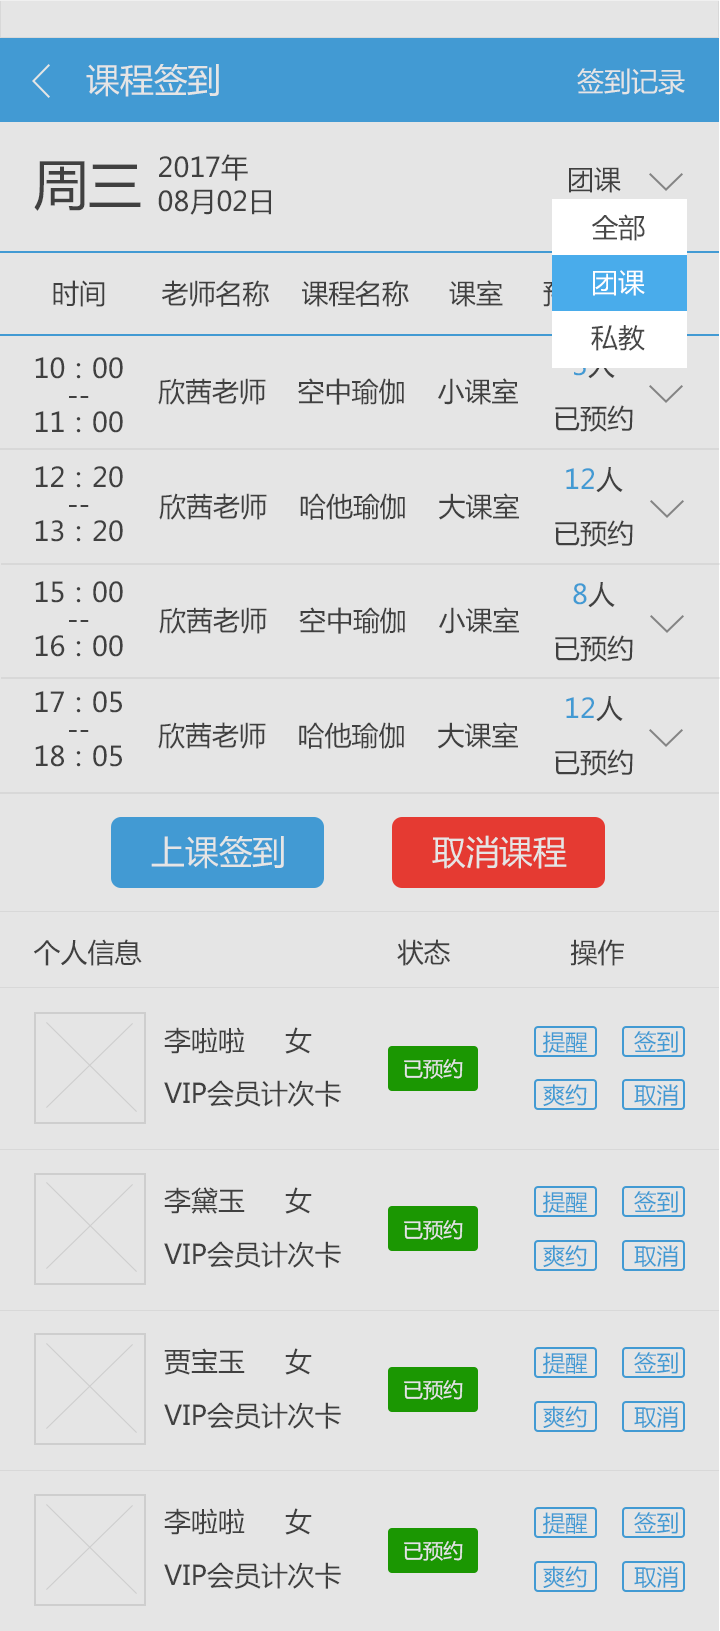 课程签到 签到记录
周三 2017年
08月02日
团课
全部
团课
私教
时间 老师名称 课程名称 课室
10：00
--
11：00
欣茜老师 空中瑜伽 小课室
人
已预约
12：20
--
13：20
欣茜老师 哈他瑜伽 大课室
12人
已预约
15：00
--
16：00
欣茜老师 空中瑜伽 小课室
8人
已预约
17：05
--
18：05
欣茜老师 哈他瑜伽 大课室
12人
已预约
上课签到 取消课程
个人信息 状态 操作
李啦啦 女
VIP会员计次卡
已预约
提醒 签到
爽约 取消
李黛玉 女
VIP会员计次卡
已预约
提醒 签到
爽约 取消
贾宝玉 女
VIP会员计次卡
已预约
提醒 签到
爽约 取消
李啦啦 女
VIP会员计次卡
已预约
提醒 签到
爽约 取消